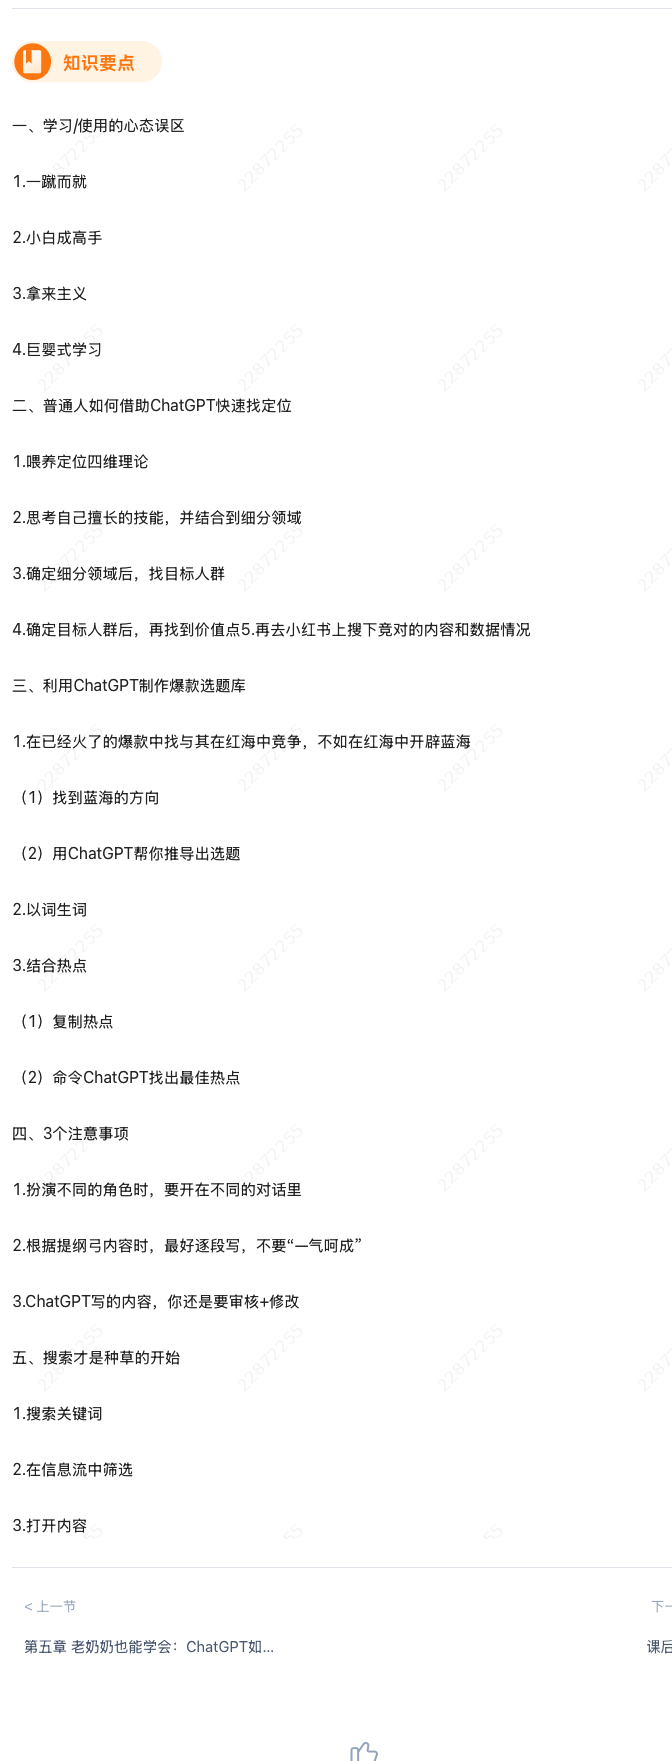 知识要点
一、学习/使用的心态误区
1.一蹴而就
2.小白成高手
3.拿来主义
4.巨婴式学习
二、普通人如何借助ChatGPT快速找定位
1.喂养定位四维理论
2.思考自己擅长的技能，并结合到细分领域
3.确定细分领域后，找目标人群
4.确定目标人群后，再找到价值点5.再去小红书上搜下竞对的内容和数据情况
三、利用ChatGPT制作爆款选题库
1.在已经火了的爆款中找与其在红海中竞争，不如在红海中开辟蓝海
（1）找到蓝海的方向
（2）用ChatGPT帮你推导出选题
2.以词生词
3.结合热点
（1）复制热点
（2）命令ChatGPT找出最佳热点
四、3个注意事项
1.扮演不同的角色时，要开在不同的对话里
2.根据提纲弓内容时，最好逐段写，不要“一气呵成”
3.ChatGPT写的内容，你还是要审核+修改
五、搜索才是种草的开始
1.搜索关键词
2.在信息流中筛选
3.打开内容
< 上一节 下一
第五章 老奶奶也能学会：ChatGPT如... 课后
22872255